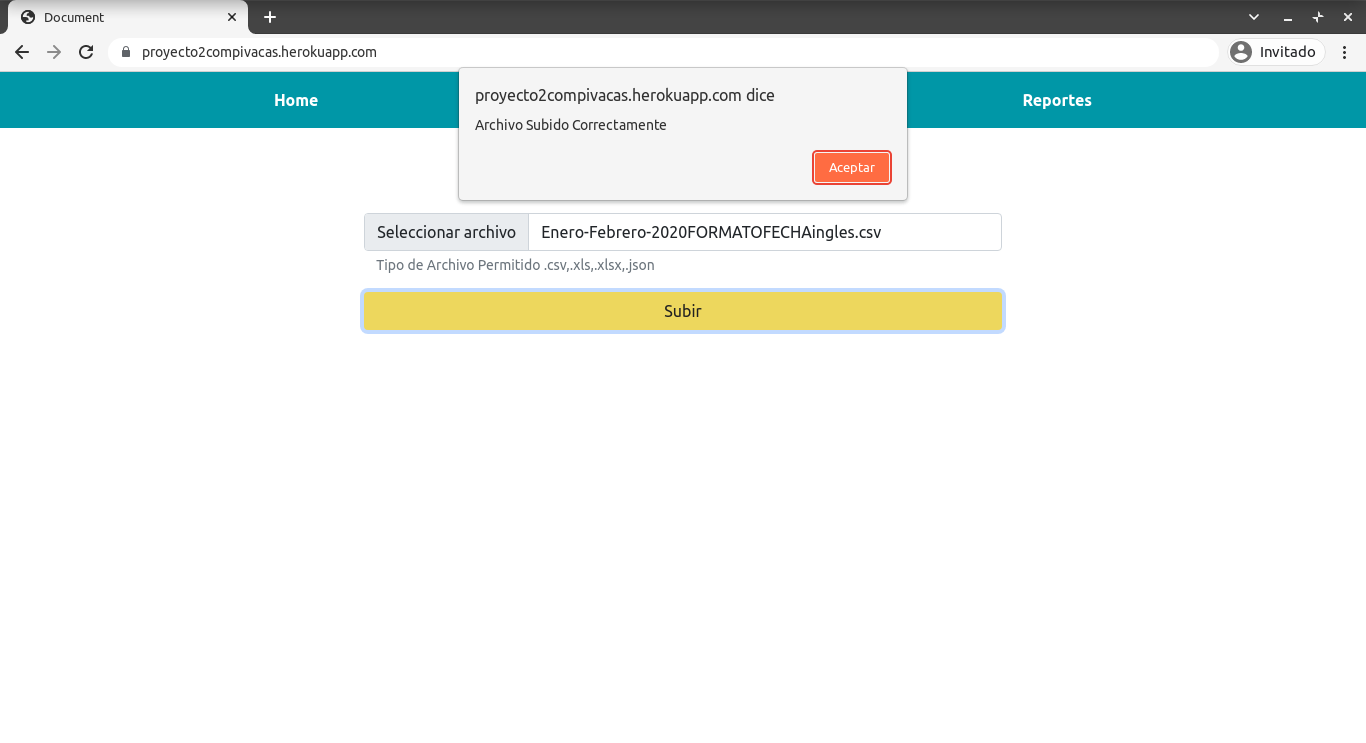 Document
proyecto2compivacas.herokuapp.com
Invitado
Home
Reportes
proyecto2compivacas.herokuapp.com dice
Archivo Subido Correctamente
Aceptar
Seleccionar archivo Enero-Febrero-2020FORMATOFECHAingles.csv
Tipo de Archivo Permitido .csv,.xls,.xlsx,.json
Subir